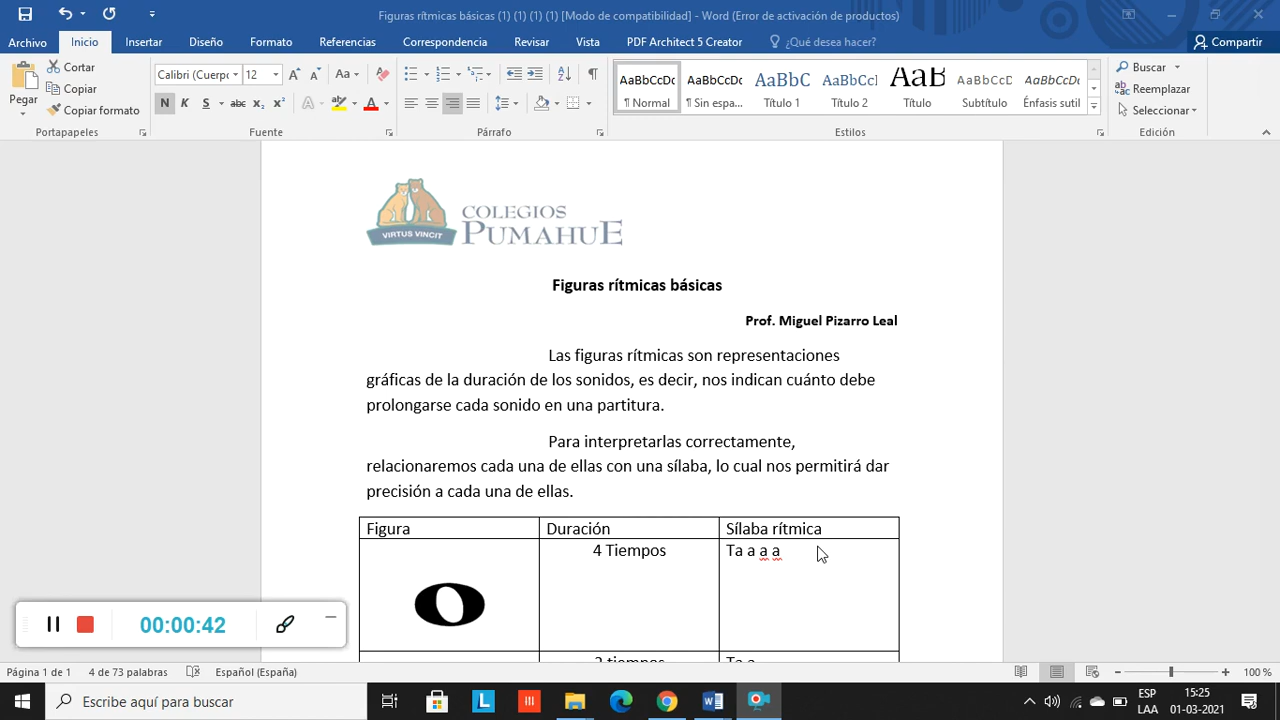 Figuras rítmicas básicas (1) (1) (1) (1) [Modo de compatibilidad] - Word (Error de activación de productos)
Archivo Inicio Insertar Diseño Formato Referencias Correspondencia Revisar Vista PDF Architect 5 Creator ¿Qué desea hacer? Compartir
Pegar
Cortar
Copiar
Copiar formato
Portapapeles
Calibri (Cuerpo 12
Fuente
Párrafo
AaBbCcDc AaBbCcDc AaBbC AaBbCcI AaB AaBbCcD AaBbCcDc
¶ Normal ¶ Sin espa... Título 1 Título 2 Título Subtítulo Énfasis sutil
Estilos
Buscar
Reemplazar
Seleccionar
Edición
COLEGIOS
PUMAHUE
VIRTUS VINCIT
Figuras rítmicas básicas
Prof. Miguel Pizarro Leal
Las figuras rítmicas son representaciones
gráficas de la duración de los sonidos, es decir, nos indican cuánto debe
prolongarse cada sonido en una partitura.
Para interpretarlas correctamente,
relacionaremos cada una de ellas con una sílaba, lo cual nos permitirá dar
precisión a cada una de ellas.
Figura Duración Sílaba rítmica
4 Tiempos Ta a a a
2 tiempos Ta a
00:00:42
Página 1 de 1 4 de 73 palabras Español (España) 100 %
Escribe aquí para buscar
ESP
LAA
15:25
01-03-2021